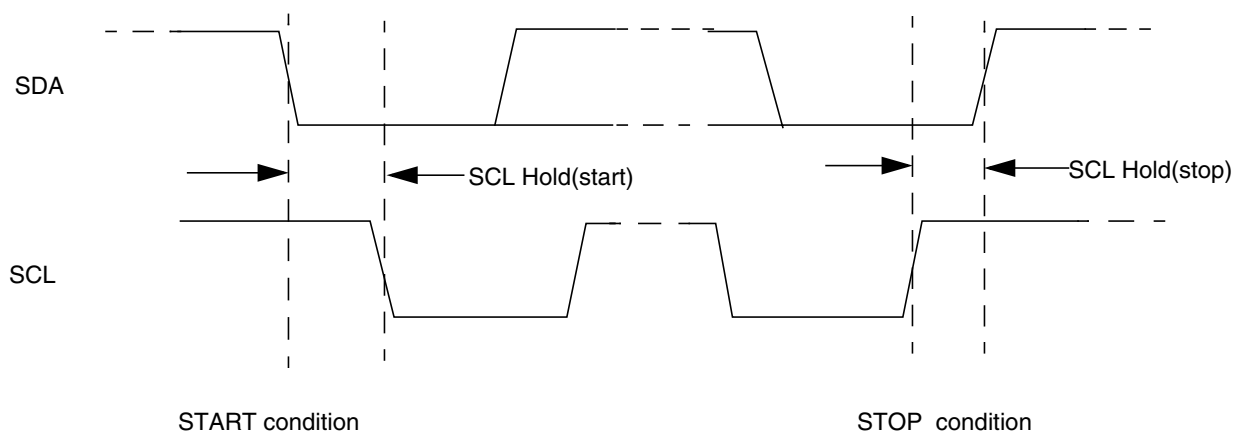 SDA
SCL Hold(start)
SCL Hold(stop)
SCL
START condition
STOP condition